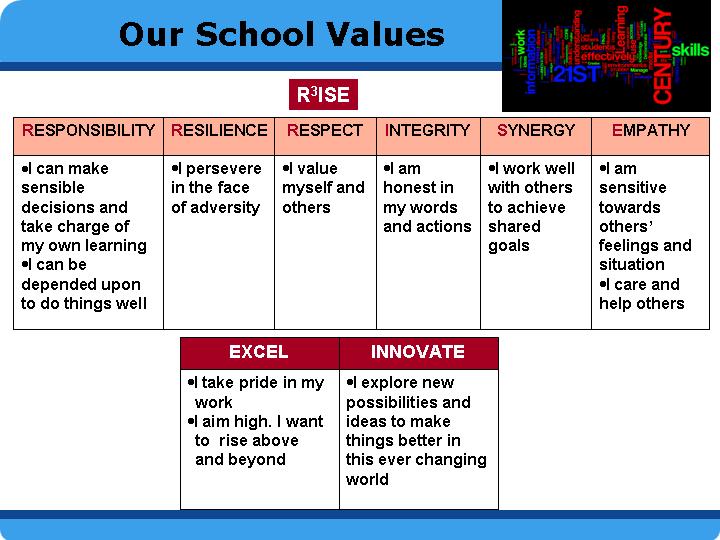 Our School Values
work
information
understanding
students
effectively
environments
Manage
21ST
Learning
CENTURY
skills
R³ISE
RESPONSIBILITY RESILIENCE RESPECT INTEGRITY SYNERGY EMPATHY
•I can make
sensible
decisions and
take charge of
my own learning
•I can be
depended upon
to do things well
•I persevere
in the face
of adversity
•I value
myself and
others
•I am
honest in
my words
and actions
•I work well
with others
to achieve
shared
goals
•I am
sensitive
towards
others’
feelings and
situation
•I care and
help others
EXCEL INNOVATE
•I take pride in my
work
•I aim high. I want
to rise above
and beyond
•I explore new
possibilities and
ideas to make
things better in
this ever changing
world